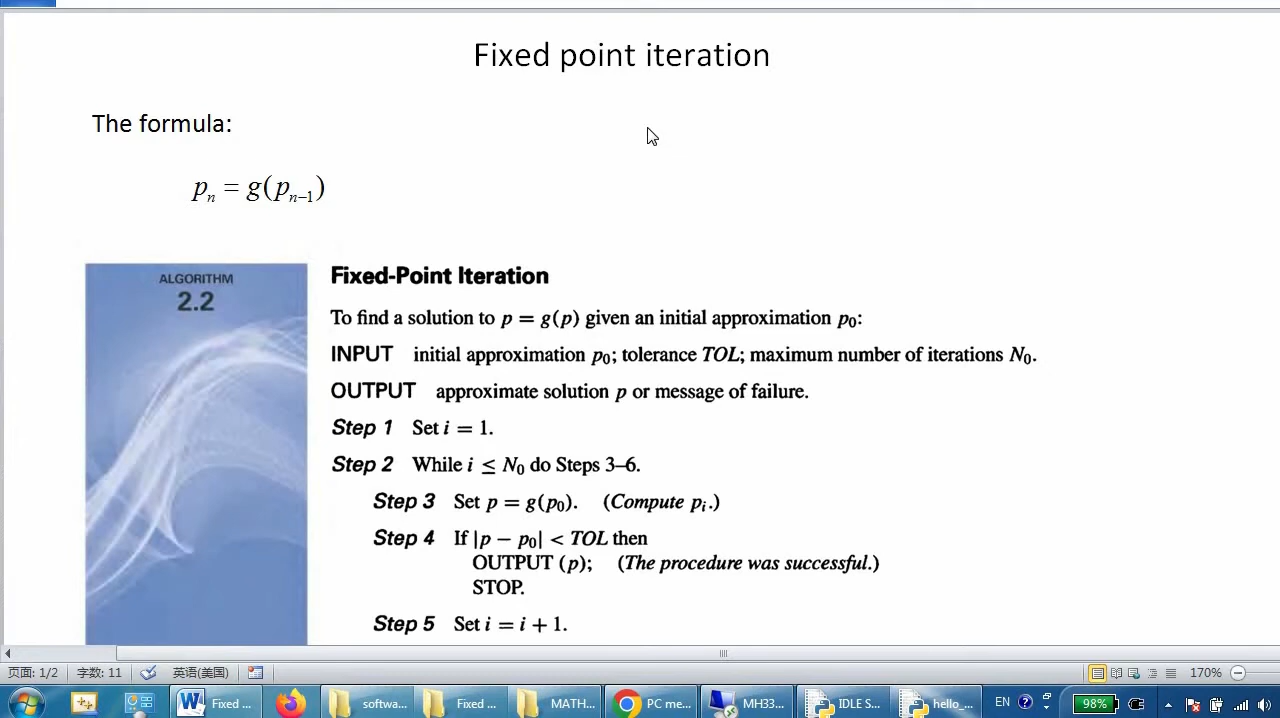 Fixed point iteration
The formula:
pₙ = g(pₙ₋₁)
ALGORITHM
2.2
Fixed-Point Iteration
To find a solution to p = g(p) given an initial approximation p₀:
INPUT initial approximation p₀; tolerance TOL; maximum number of iterations N₀.
OUTPUT approximate solution p or message of failure.
Step 1 Set i = 1.
Step 2 While i ≤ N₀ do Steps 3–6.
Step 3 Set p = g(p₀). (Compute pᵢ.)
Step 4 If |p − p₀| < TOL then
OUTPUT (p); (The procedure was successful.)
STOP.
Step 5 Set i = i + 1.
页面: 1/2 字数: 11 英语(美国) 170%
Fixed ... softwa... Fixed ... MATH... PC me... MH33... IDLE S... hello_... EN 98%